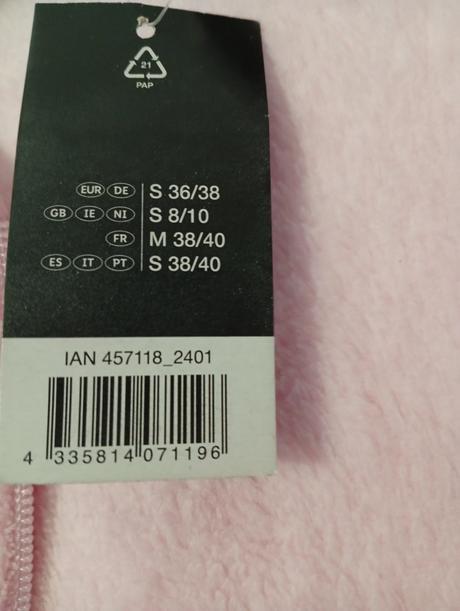 21
PAP
EUR DE S 36/38
GB IE NI S 8/10
FR M 38/40
ES IT PT S 38/40
IAN 457118_2401
4 335814 071196